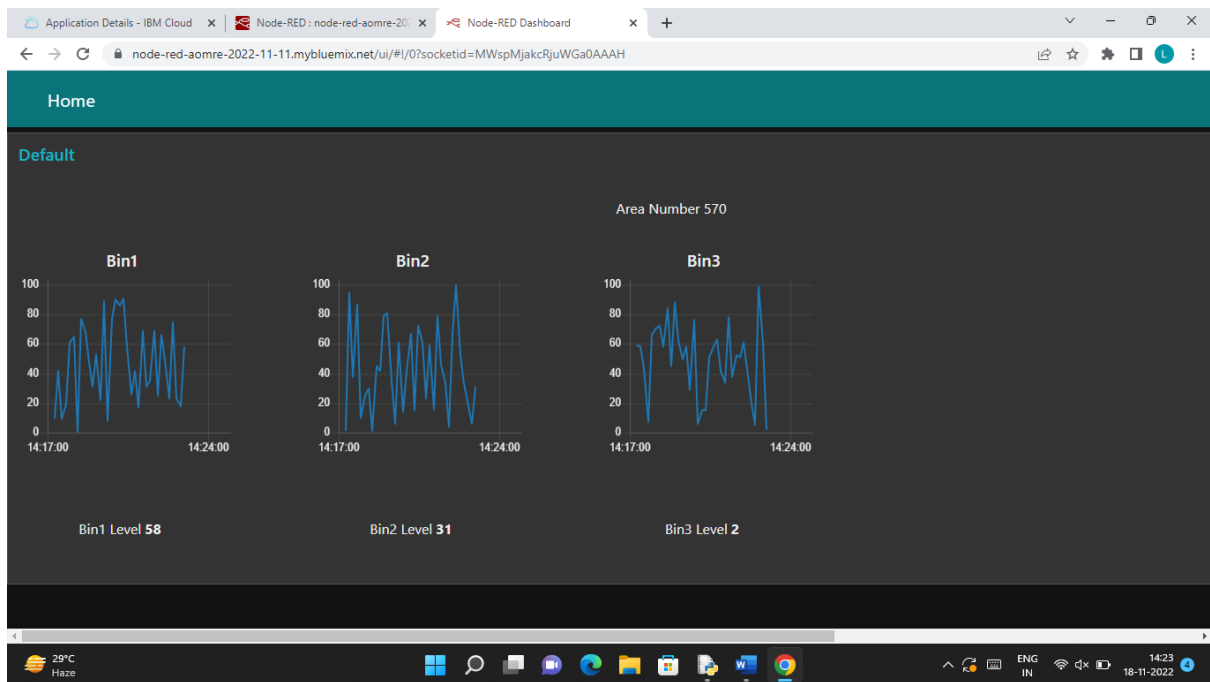 Application Details - IBM Cloud
Node-RED : node-red-aomre-20
Node-RED Dashboard
node-red-aomre-2022-11-11.mybluemix.net/ui/#!/0?socketid=MWspMjakcRjuWGa0AAAH
L
Home
Default
Area Number 570
Bin1
100
80
60
40
20
0
14:17:00 14:24:00
Bin2
100
80
60
40
20
0
14:17:00 14:24:00
Bin3
100
80
60
40
20
0
14:17:00 14:24:00
Bin1 Level 58
Bin2 Level 31
Bin3 Level 2
29°C
Haze
ENG
IN
14:23
18-11-2022
4